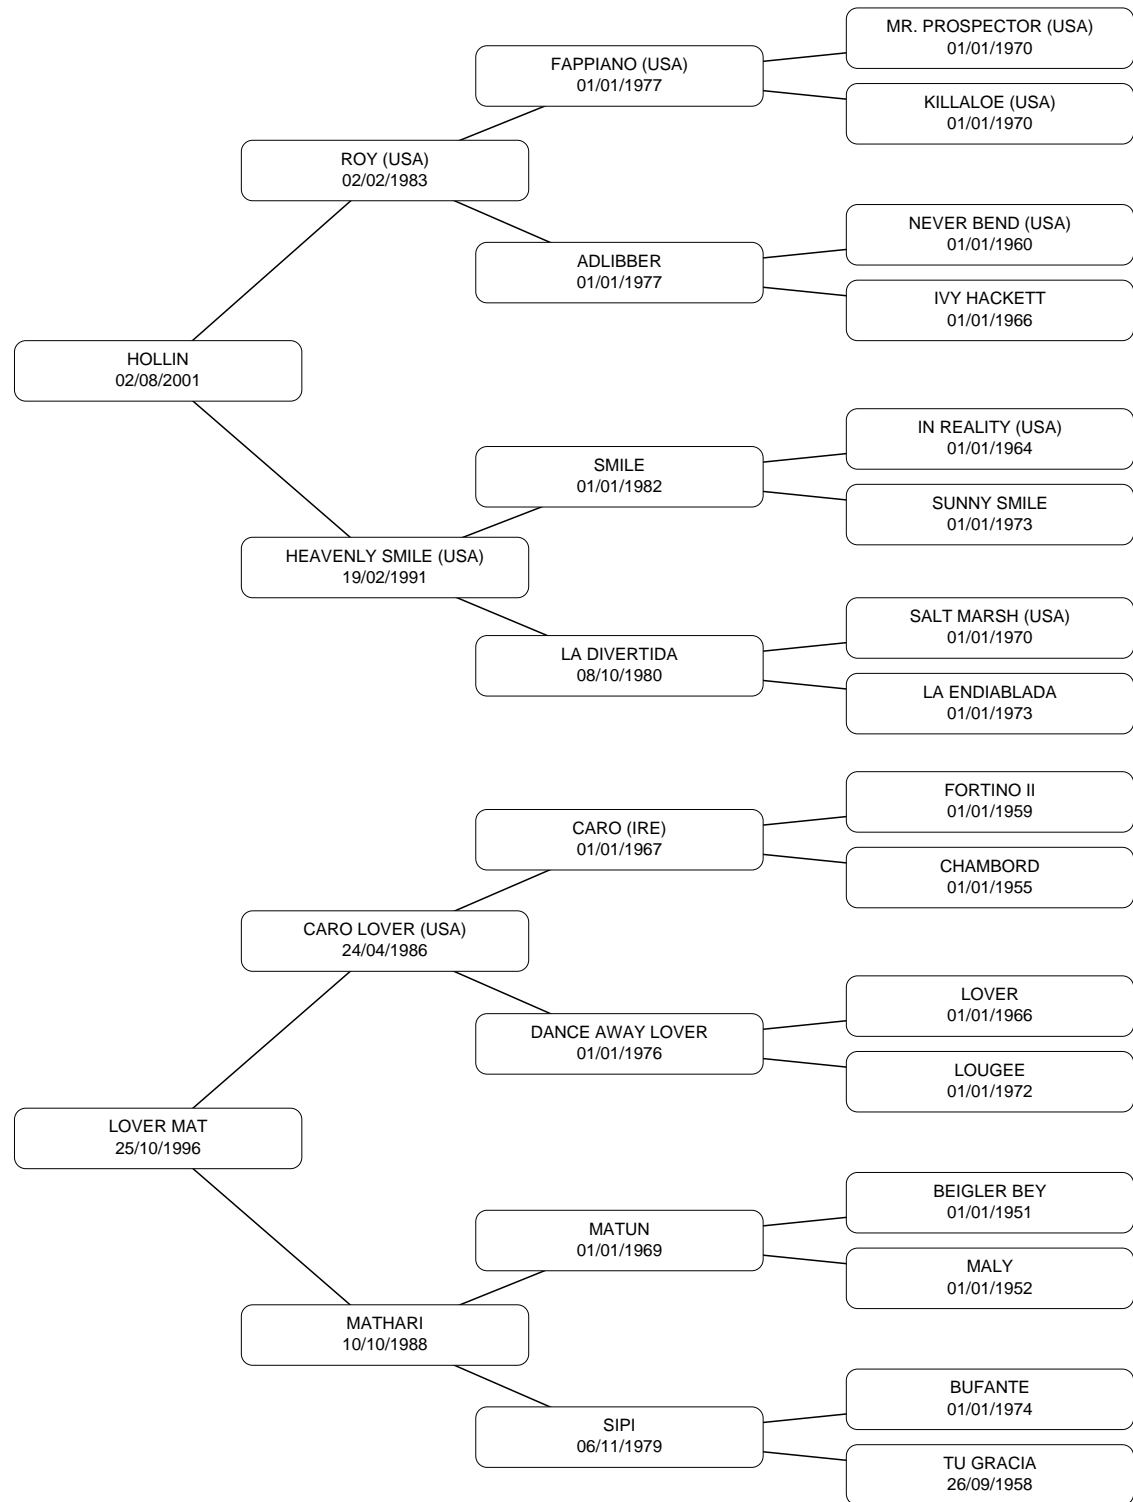 MR. PROSPECTOR (USA)
01/01/1970
FAPPIANO (USA)
01/01/1977
KILLALOE (USA)
01/01/1970
ROY (USA)
02/02/1983
NEVER BEND (USA)
01/01/1960
ADLIBBER
01/01/1977
IVY HACKETT
01/01/1966
HOLLIN
02/08/2001
IN REALITY (USA)
01/01/1964
SMILE
01/01/1982
SUNNY SMILE
01/01/1973
HEAVENLY SMILE (USA)
19/02/1991
SALT MARSH (USA)
01/01/1970
LA DIVERTIDA
08/10/1980
LA ENDIABLADA
01/01/1973
FORTINO II
01/01/1959
CARO (IRE)
01/01/1967
CHAMBORD
01/01/1955
CARO LOVER (USA)
24/04/1986
LOVER
01/01/1966
DANCE AWAY LOVER
01/01/1976
LOUGEE
01/01/1972
LOVER MAT
25/10/1996
BEIGLER BEY
01/01/1951
MATUN
01/01/1969
MALY
01/01/1952
MATHARI
10/10/1988
BUFANTE
01/01/1974
SIPI
06/11/1979
TU GRACIA
26/09/1958